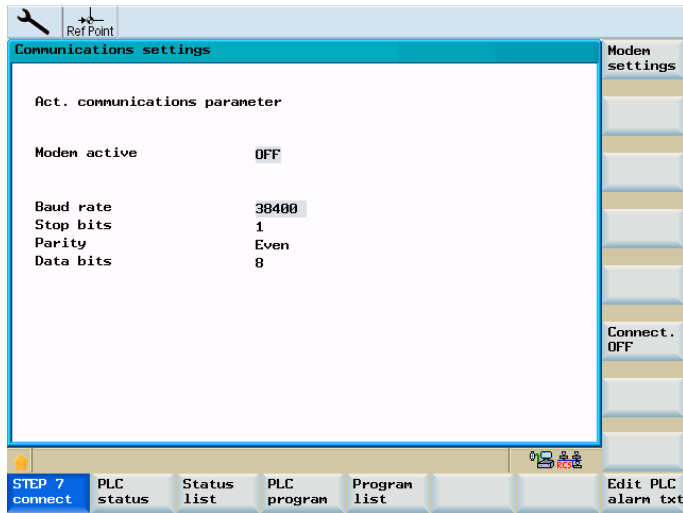 Ref Point
Communications settings
Modem
settings
Act. communications parameter
Modem active OFF
Baud rate 38400
Stop bits 1
Parity Even
Data bits 8
Connect.
OFF
RCS
STEP 7
connect
PLC
status
Status
list
PLC
program
Program
list
Edit PLC
alarm txt